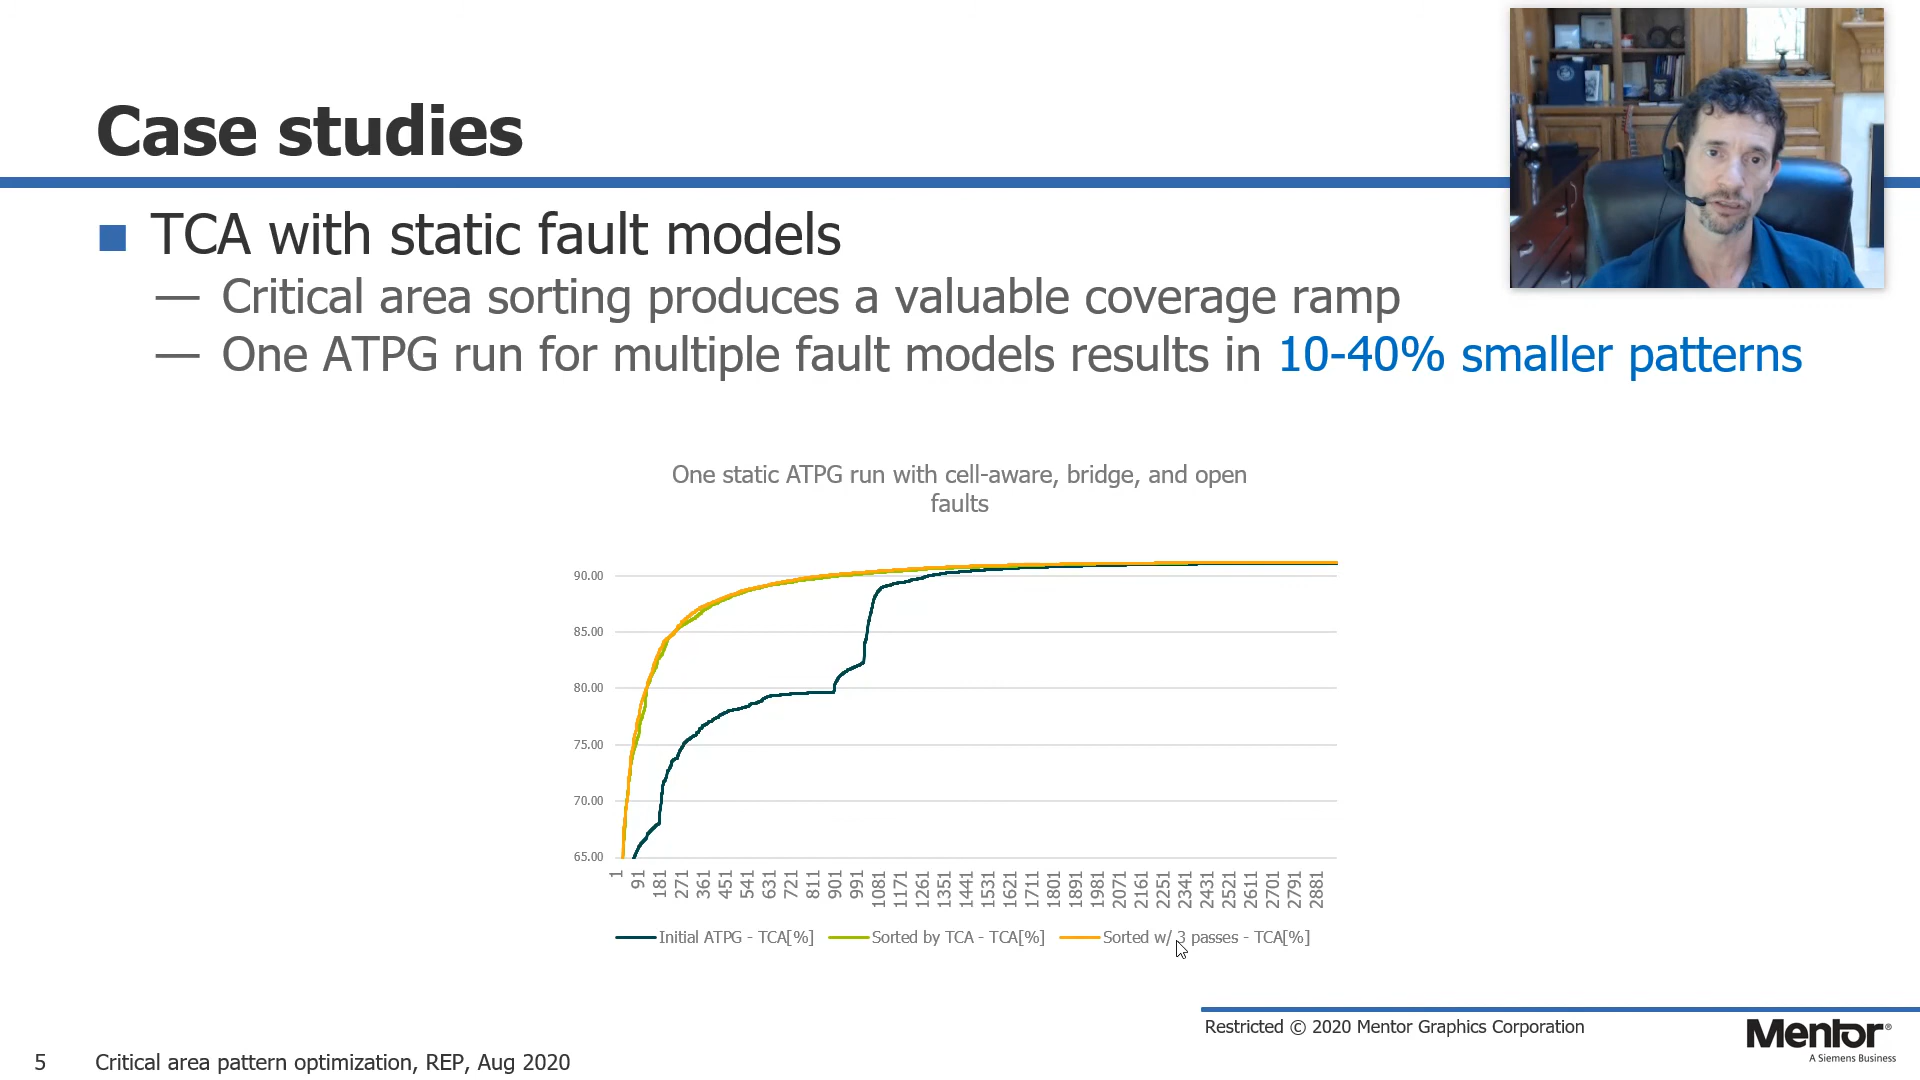 Case studies
TCA with static fault models
— Critical area sorting produces a valuable coverage ramp
— One ATPG run for multiple fault models results in 10-40% smaller patterns
One static ATPG run with cell-aware, bridge, and open
faults
90.00
85.00
80.00
75.00
70.00
65.00
1 91 181 271 361 451 541 631 721 811 901 991 1081 1171 1261 1351 1441 1531 1621 1711 1801 1891 1981 2071 2161 2251 2341 2431 2521 2611 2701 2791 2881
Initial ATPG - TCA[%] Sorted by TCA - TCA[%] Sorted w/ 3 passes - TCA[%]
Restricted © 2020 Mentor Graphics Corporation
Mentor®
A Siemens Business
5 Critical area pattern optimization, REP, Aug 2020